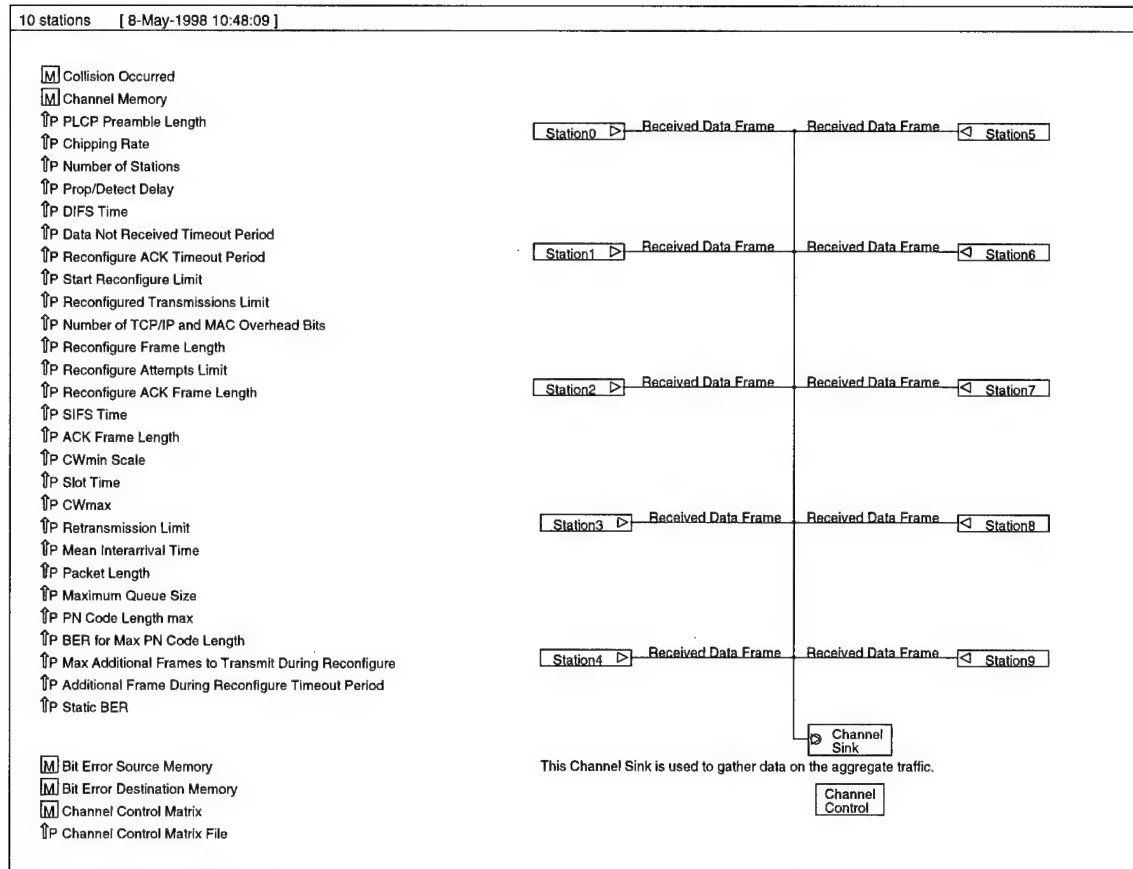 10 stations [ 8-May-1998 10:48:09 ]
M Collision Occurred
M Channel Memory
⇑P PLCP Preamble Length
⇑P Chipping Rate
⇑P Number of Stations
⇑P Prop/Detect Delay
⇑P DIFS Time
⇑P Data Not Received Timeout Period
⇑P Reconfigure ACK Timeout Period
⇑P Start Reconfigure Limit
⇑P Reconfigured Transmissions Limit
⇑P Number of TCP/IP and MAC Overhead Bits
⇑P Reconfigure Frame Length
⇑P Reconfigure Attempts Limit
⇑P Reconfigure ACK Frame Length
⇑P SIFS Time
⇑P ACK Frame Length
⇑P CWmin Scale
⇑P Slot Time
⇑P CWmax
⇑P Retransmission Limit
⇑P Mean Interarrival Time
⇑P Packet Length
⇑P Maximum Queue Size
⇑P PN Code Length max
⇑P BER for Max PN Code Length
⇑P Max Additional Frames to Transmit During Reconfigure
⇑P Additional Frame During Reconfigure Timeout Period
⇑P Static BER
M Bit Error Source Memory
M Bit Error Destination Memory
M Channel Control Matrix
⇑P Channel Control Matrix File
Station0 Received Data Frame Received Data Frame Station5
Station1 Received Data Frame Received Data Frame Station6
Station2 Received Data Frame Received Data Frame Station7
Station3 Received Data Frame Received Data Frame Station8
Station4 Received Data Frame Received Data Frame Station9
Channel
Sink
This Channel Sink is used to gather data on the aggregate traffic.
Channel
Control